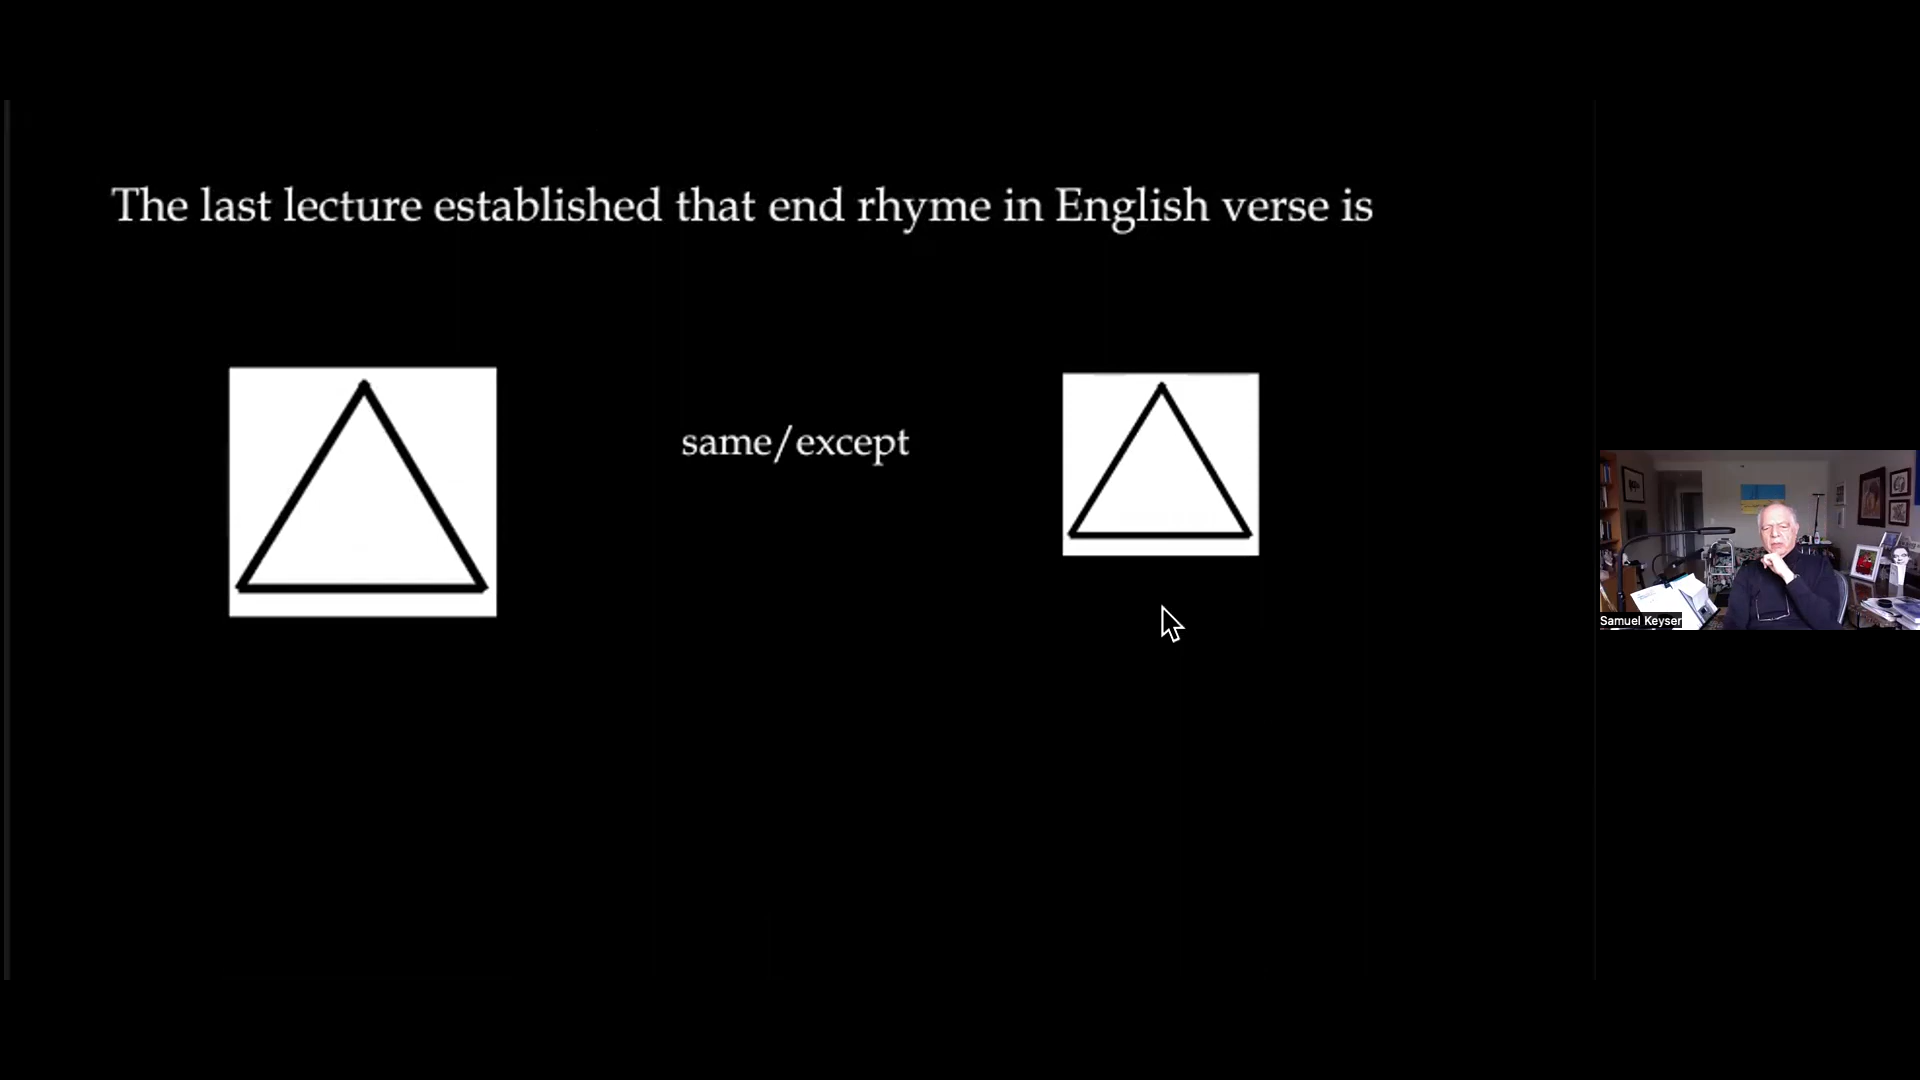 The last lecture established that end rhyme in English verse is
same/except
Samuel Keyser